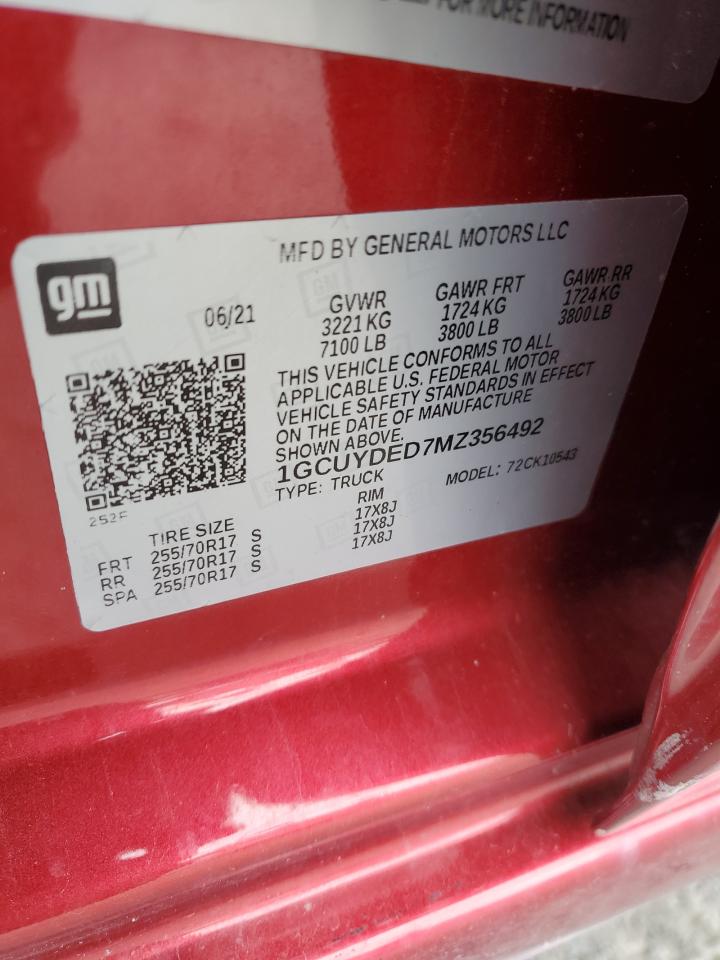 FOR MORE INFORMATION
MFD BY GENERAL MOTORS LLC
gm
06/21
GVWR GAWR FRT GAWR RR
3221 KG 1724 KG 1724 KG
7100 LB 3800 LB 3800 LB
THIS VEHICLE CONFORMS TO ALL
APPLICABLE U.S. FEDERAL MOTOR
VEHICLE SAFETY STANDARDS IN EFFECT
ON THE DATE OF MANUFACTURE
SHOWN ABOVE.
1GCUYDED7MZ356492
TYPE: TRUCK MODEL: 72CK10543
252F
TIRE SIZE RIM
FRT 255/70R17 S 17X8J
RR 255/70R17 S 17X8J
SPA 255/70R17 S 17X8J